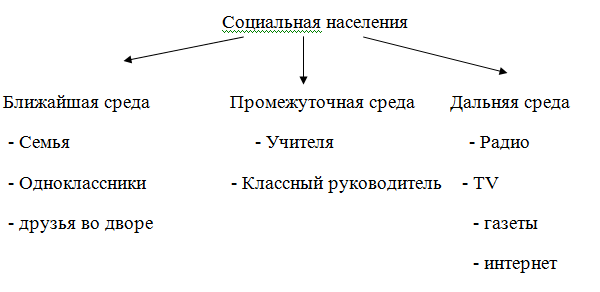 Социальная населения
Ближайшая среда
- Семья
- Одноклассники
- друзья во дворе
Промежуточная среда
- Учителя
- Классный руководитель
Дальняя среда
- Радио
- TV
- газеты
- интернет